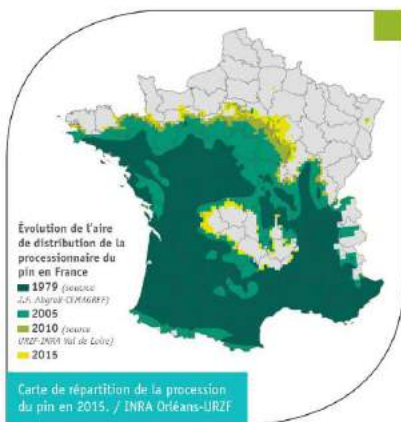 Évolution de l'aire
de distribution de la
processionnaire du
pin en France
1979 (source
J.F. Abgrall-CEMAGREF)
2005
2010 (source
URZF-INRA Val de Loire)
2015
Carte de répartition de la procession
du pin en 2015. / INRA Orléans-URZF